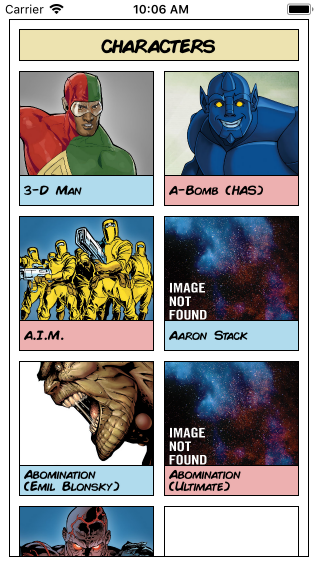 Carrier 10:06 AM
CHARACTERS
3-D Man
A-Bomb (HAS)
A.I.M.
IMAGE
NOT
FOUND
Aaron Stack
Abomination
(Emil Blonsky)
IMAGE
NOT
FOUND
Abomination
(Ultimate)